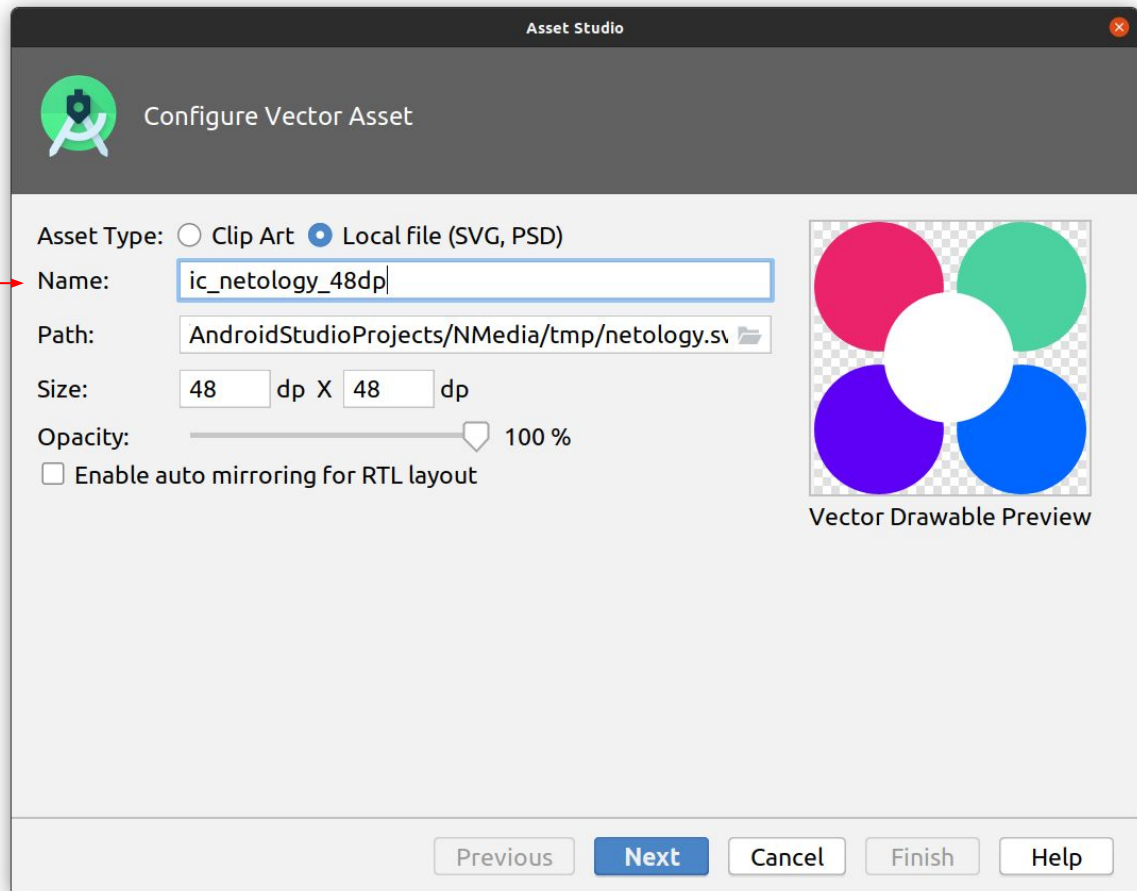 Asset Studio
Configure Vector Asset
Asset Type: Clip Art Local file (SVG, PSD)
Name: ic_netology_48dp
Path: AndroidStudioProjects/NMedia/tmp/netology.sv
Size: 48 dp X 48 dp
Opacity: 100 %
Enable auto mirroring for RTL layout
Vector Drawable Preview
Previous Next Cancel Finish Help